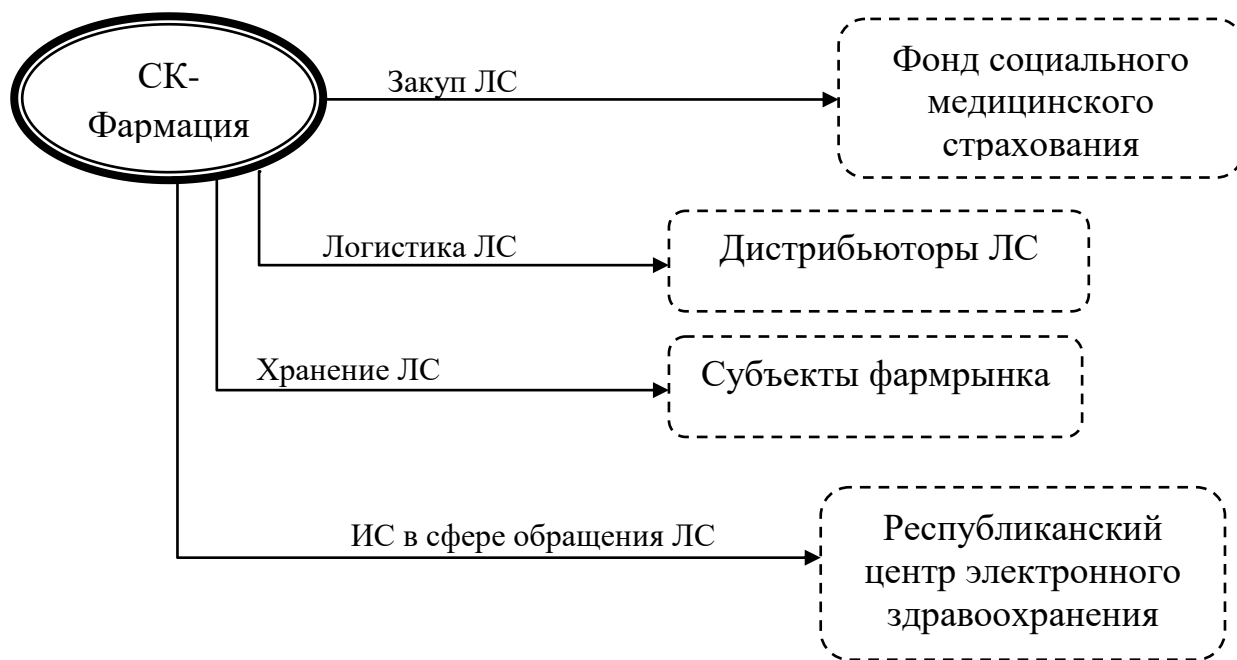 СК-
Фармация
Закуп ЛС
Фонд социального
медицинского
страхования
Логистика ЛС
Дистрибьюторы ЛС
Хранение ЛС
Субъекты фармрынка
ИС в сфере обращения ЛС
Республиканский
центр электронного
здравоохранения